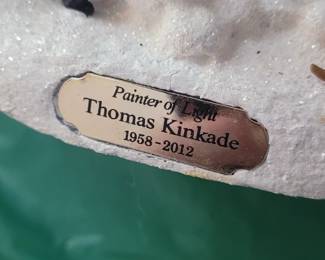 Painter of Light
Thomas Kinkade
1958-2012